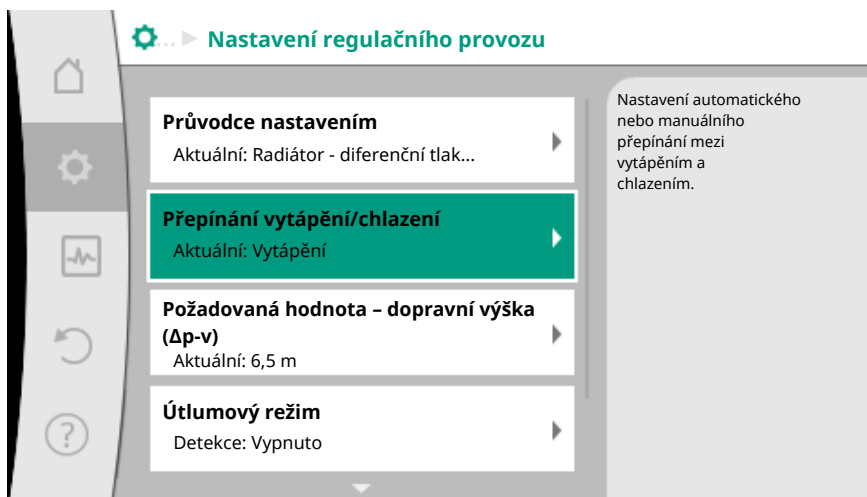 ... Nastavení regulačního provozu
Průvodce nastavením
Aktuální: Radiátor - diferenční tlak...
Přepínání vytápění/chlazení
Aktuální: Vytápění
Požadovaná hodnota – dopravní výška
(Δp-v)
Aktuální: 6,5 m
Útlumový režim
Detekce: Vypnuto
Nastavení automatického
nebo manuálního
přepínání mezi
vytápěním a
chlazením.
?